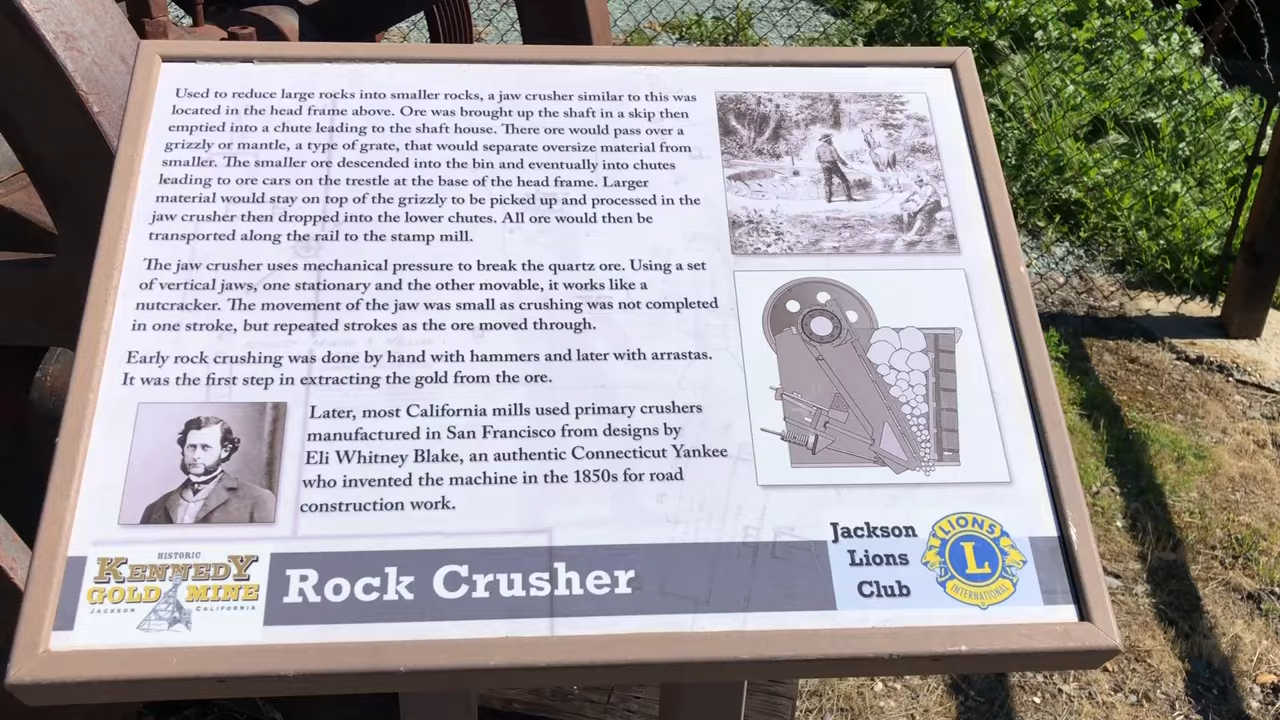 Used to reduce large rocks into smaller rocks, a jaw crusher similar to this was
located in the head frame above. Ore was brought up the shaft in a skip then
emptied into a chute leading to the shaft house. There ore would pass over a
grizzly or mantle, a type of grate, that would separate oversize material from
smaller. The smaller ore descended into the bin and eventually into chutes
leading to ore cars on the trestle at the base of the head frame. Larger
material would stay on top of the grizzly to be picked up and processed in the
jaw crusher then dropped into the lower chutes. All ore would then be
transported along the rail to the stamp mill.
The jaw crusher uses mechanical pressure to break the quartz ore. Using a set
of vertical jaws, one stationary and the other movable, it works like a
nutcracker. The movement of the jaw was small as crushing was not completed
in one stroke, but repeated strokes as the ore moved through.
Early rock crushing was done by hand with hammers and later with arrastas.
It was the first step in extracting the gold from the ore.
Later, most California mills used primary crushers
manufactured in San Francisco from designs by
Eli Whitney Blake, an authentic Connecticut Yankee
who invented the machine in the 1850s for road
construction work.
HISTORIC
KENNEDY
GOLD MINE
JACKSON CALIFORNIA
Rock Crusher
Jackson
Lions
Club
LIONS
L
INTERNATIONAL